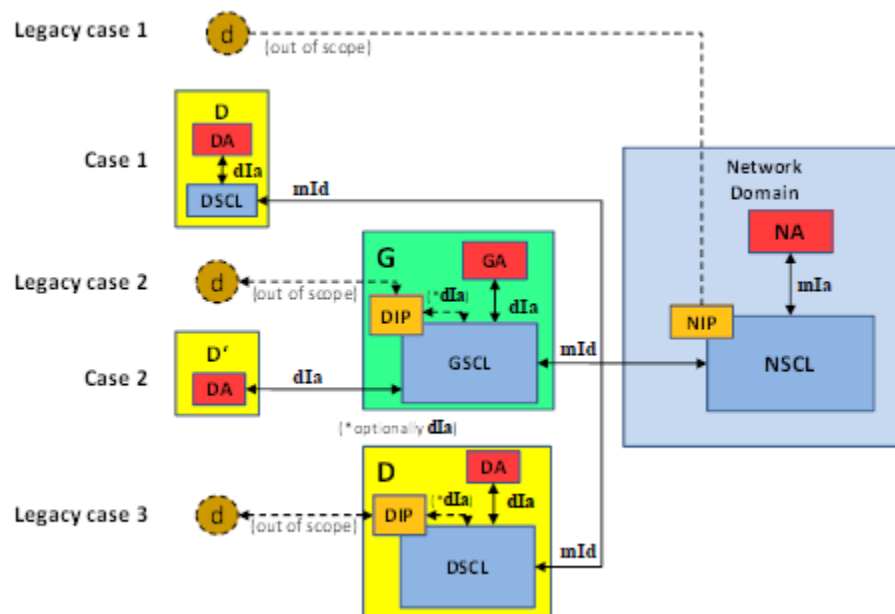 Legacy case 1
d
(out of scope)
D
DA
dIa
DSCL
Case 1
mId
Network
Domain
NA
mIa
NIP
NSCL
Legacy case 2
d
(out of scope)
G
GA
DIP
(*dIa)
dIa
GSCL
mId
Case 2
D'
DA
dIa
(*optionally dIa)
D
DA
Legacy case 3
d
(out of scope)
DIP
(*dIa)
dIa
DSCL
mId